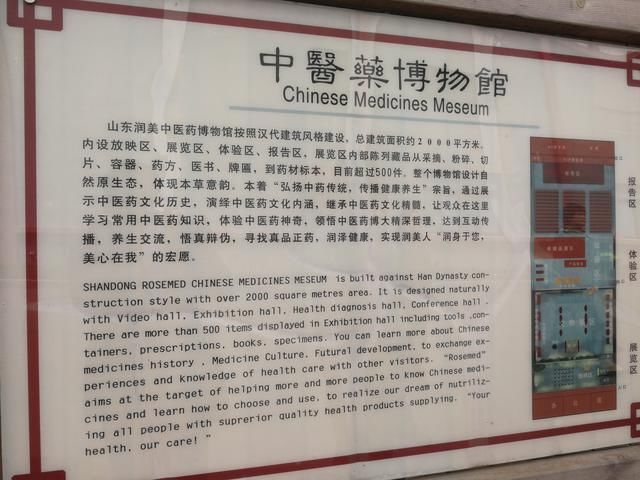 中醫藥博物館
Chinese Medicines Meseum
山东润美中医药博物馆按照汉代建筑风格建设，总建筑面积约2000平方米，
内设放映区、展览区、体验区、报告区，展览区内部陈列藏品从采摘、粉碎、切
片、容器、药方、医书、牌匾，到药材标本，目前超过500件。整个博物馆设计自
然原生态，体现本草意韵。本着“弘扬中药传统，传播健康养生”宗旨，通过展
示中医药文化历史，演绎中医药文化内涵，继承中医药文化精髓，让观众在这里
学习常用中医药知识，体验中医药神奇，领悟中医药博大精深哲理，达到互动传
播，养生交流，悟真辩伪，寻找真品正药，润泽健康，实现润美人“润身于您，
美心在我”的宏愿。
SHANDONG ROSEMED CHINESE MEDICINES MESEUM is built against Han Dynasty con-
struction style with over 2000 square metres area. It is designed naturally
with Video hall, Exhibition hall, Health diagnosis hall, Conference hall .
There are more than 500 items displayed in Exhibition hall including tools ,con-
tainers, prescriptions, books, specimens. You can learn more about Chinese
medicines history , Medicine Culture, Futural development, to exchange ex-
periences and knowledge of health care with other visitors. “Rosemed”
aims at the target of helping more and more people to know Chinese medi-
cines and learn how to choose and use, to realize our dream of nutriliz-
ing all people with suprerior quality health products supplying. “Your
health, our care! ”
报告区
体验区
展览区
办公区